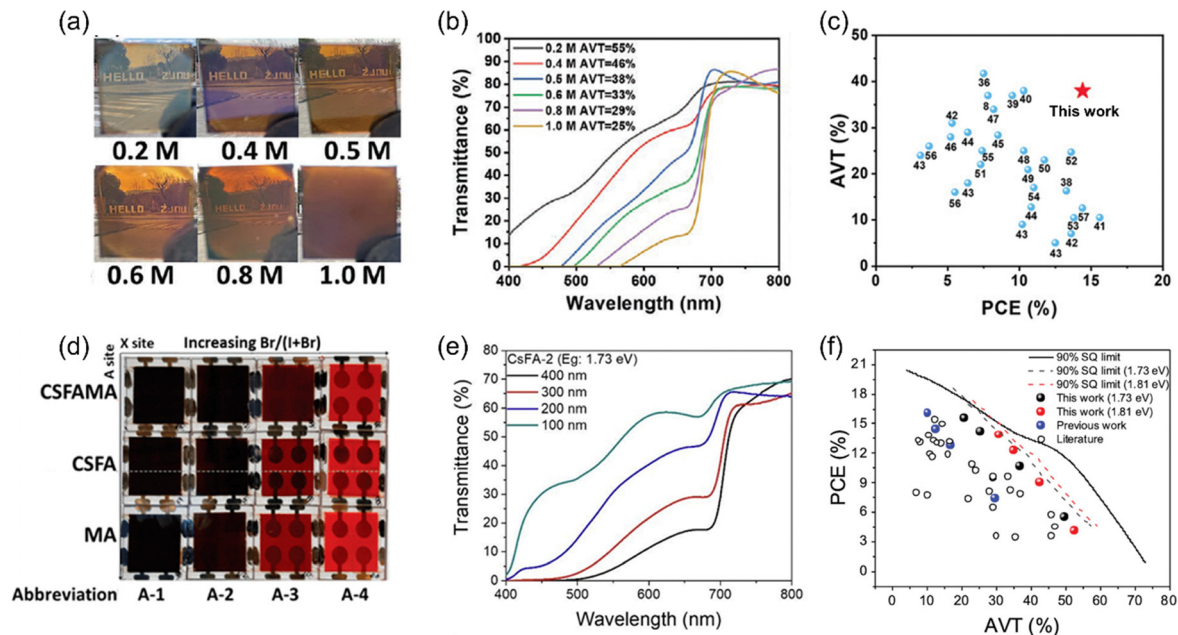 (a)
HELLO ZJNU
HELLO ZJNU
HELLO ZJNU
0.2 M 0.4 M 0.5 M
HELLO ZJNU
HELLO ZJNU
0.6 M 0.8 M 1.0 M
(b)
100
90
80
70
60
50
40
30
20
10
0
Transmittance (%)
0.2 M AVT=55%
0.4 M AVT=46%
0.6 M AVT=38%
0.6 M AVT=33%
0.8 M AVT=29%
1.0 M AVT=25%
400 500 600 700 800
Wavelength (nm)
(c)
50
40
30
20
10
0
AVT (%)
36
8
47
39
40
This work
42
46
44
45
56
43
55
51
48
50
52
49
43
56
54
38
44
43
57
53
41
42
43
0 5 10 15 20
PCE (%)
(d)
X site Increasing Br/(I+Br)
A site
CSFAMA
CSFA
MA
Abbreviation A-1 A-2 A-3 A-4
(e)
80
70
60
50
40
30
20
10
0
Transmittance (%)
CsFA-2 (Eg: 1.73 eV)
400 nm
300 nm
200 nm
100 nm
400 500 600 700 800
Wavelength (nm)
(f)
21
18
15
12
9
6
3
0
PCE (%)
90% SQ limit
90% SQ limit (1.73 eV)
90% SQ limit (1.81 eV)
This work (1.73 eV)
This work (1.81 eV)
Previous work
Literature
0 10 20 30 40 50 60 70 80
AVT (%)